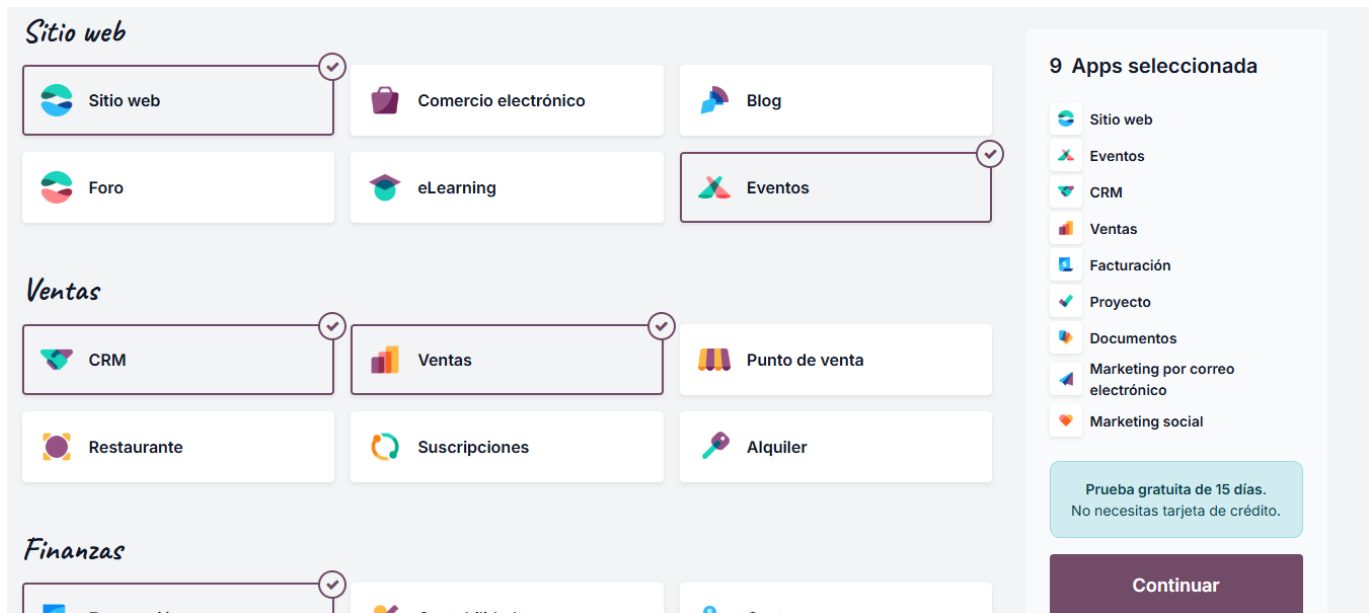 Sitio web
Sitio web
Comercio electrónico
Blog
Foro
eLearning
Eventos
Ventas
CRM
Ventas
Punto de venta
Restaurante
Suscripciones
Alquiler
Finanzas
9 Apps seleccionada
Sitio web
Eventos
CRM
Ventas
Facturación
Proyecto
Documentos
Marketing por correo
electrónico
Marketing social
Prueba gratuita de 15 días.
No necesitas tarjeta de crédito.
Continuar